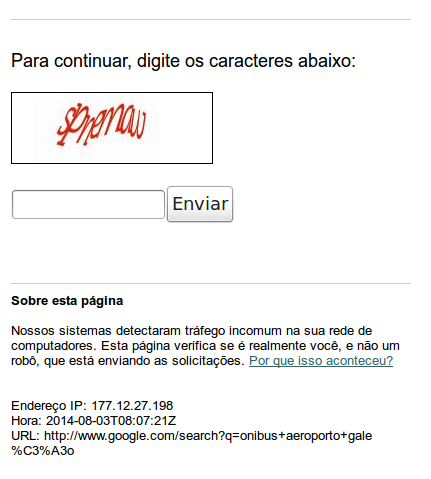 Para continuar, digite os caracteres abaixo:
Enviar
Sobre esta página
Nossos sistemas detectaram tráfego incomum na sua rede de
computadores. Esta página verifica se é realmente você, e não um
robô, que está enviando as solicitações. Por que isso aconteceu?
Endereço IP: 177.12.27.198
Hora: 2014-08-03T08:07:21Z
URL: http://www.google.com/search?q=onibus+aeroporto+gale
%C3%A3o